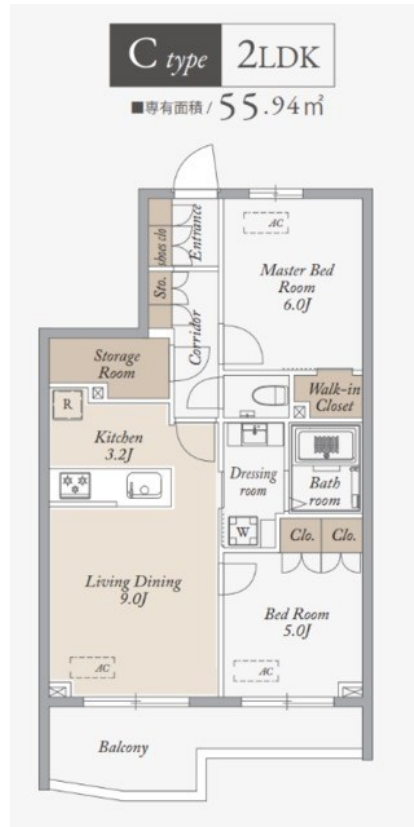 C type 2LDK
■専有面積/55.94㎡
shoes clo
Entrance
AC
Sto.
Corridor
Master Bed
Room
6.0J
Storage
Room
Walk-in
Closet
R
Kitchen
3.2J
Dressing
room
Bath
room
W
Clo. Clo.
Living Dining
9.0J
Bed Room
5.0J
AC
AC
Balcony